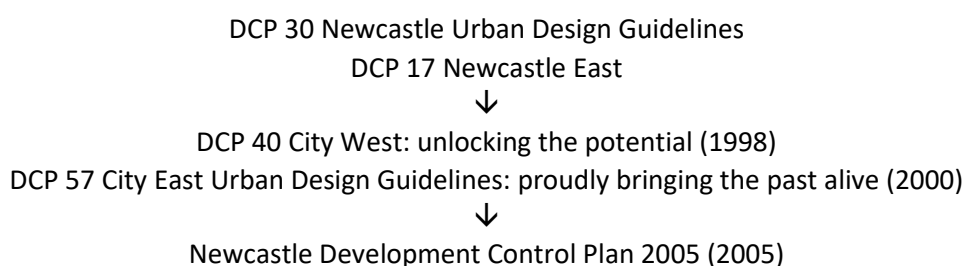 DCP 30 Newcastle Urban Design Guidelines
DCP 17 Newcastle East
↓
DCP 40 City West: unlocking the potential (1998)
DCP 57 City East Urban Design Guidelines: proudly bringing the past alive (2000)
↓
Newcastle Development Control Plan 2005 (2005)